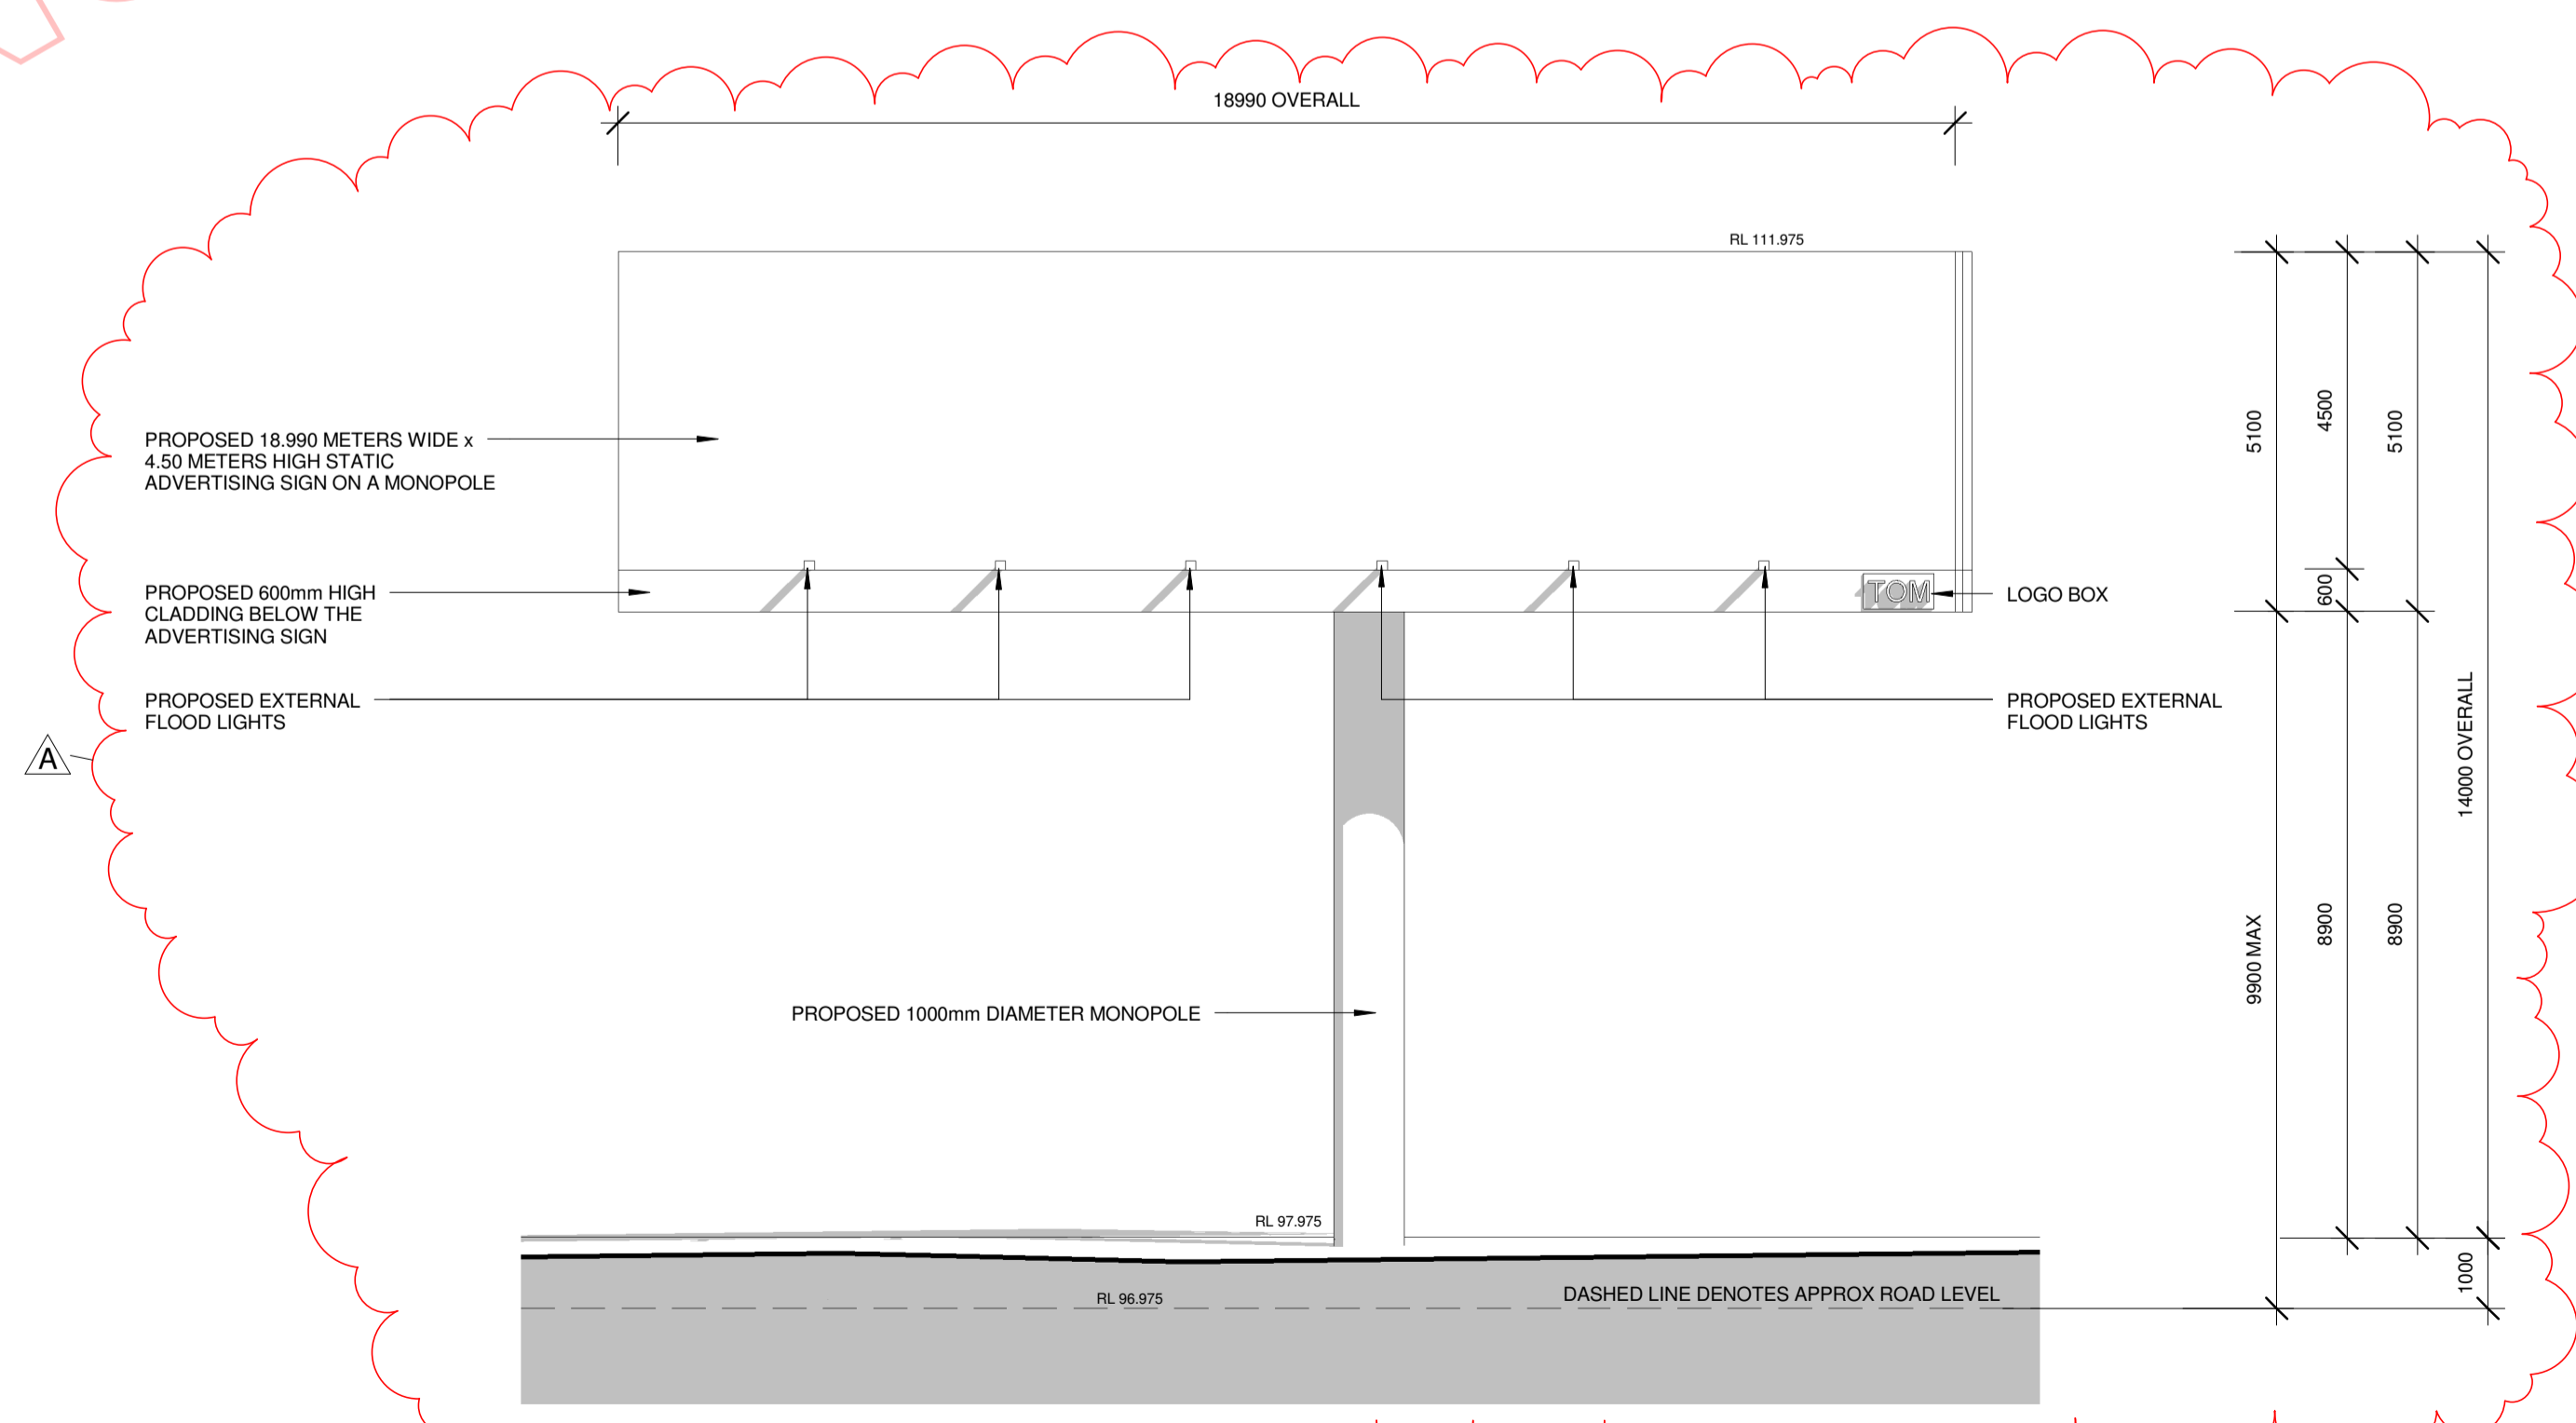 18990 OVERALL
RL 111.975
PROPOSED 18.990 METERS WIDE x
4.50 METERS HIGH STATIC
ADVERTISING SIGN ON A MONOPOLE
PROPOSED 600mm HIGH
CLADDING BELOW THE
ADVERTISING SIGN
PROPOSED EXTERNAL
FLOOD LIGHTS
A
TOM
LOGO BOX
PROPOSED EXTERNAL
FLOOD LIGHTS
5100
4500
5100
600
14000 OVERALL
9900 MAX
8900
8900
1000
PROPOSED 1000mm DIAMETER MONOPOLE
RL 97.975
RL 96.975
DASHED LINE DENOTES APPROX ROAD LEVEL